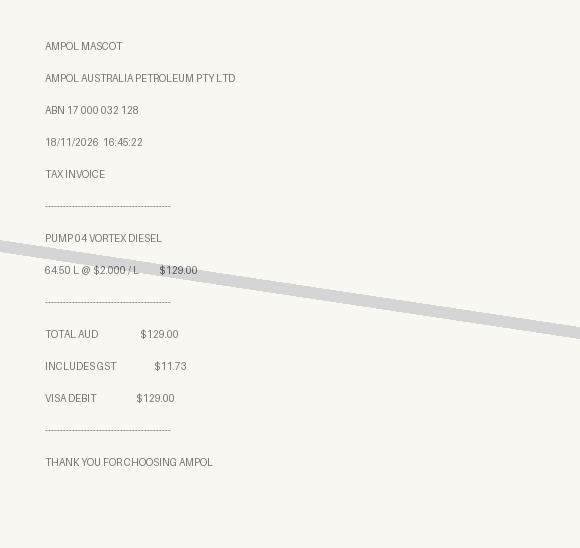 AMPOL MASCOT
AMPOL AUSTRALIA PETROLEUM PTY LTD
ABN 17 000 032 128
18/11/2026 16:45:22
TAX INVOICE
------------------------------------------
PUMP 04 VORTEX DIESEL
64.50 L @ $2.000 / L $129.00
------------------------------------------
TOTAL AUD $129.00
INCLUDES GST $11.73
VISA DEBIT $129.00
------------------------------------------
THANK YOU FOR CHOOSING AMPOL